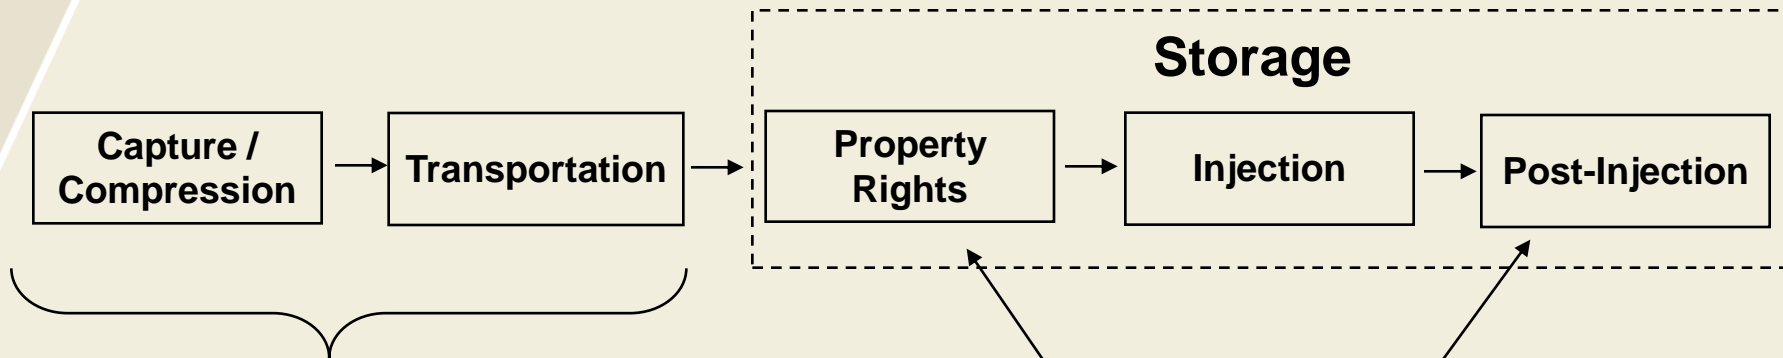 Storage
Capture /
Compression
Transportation
Property
Rights
Injection
Post-Injection